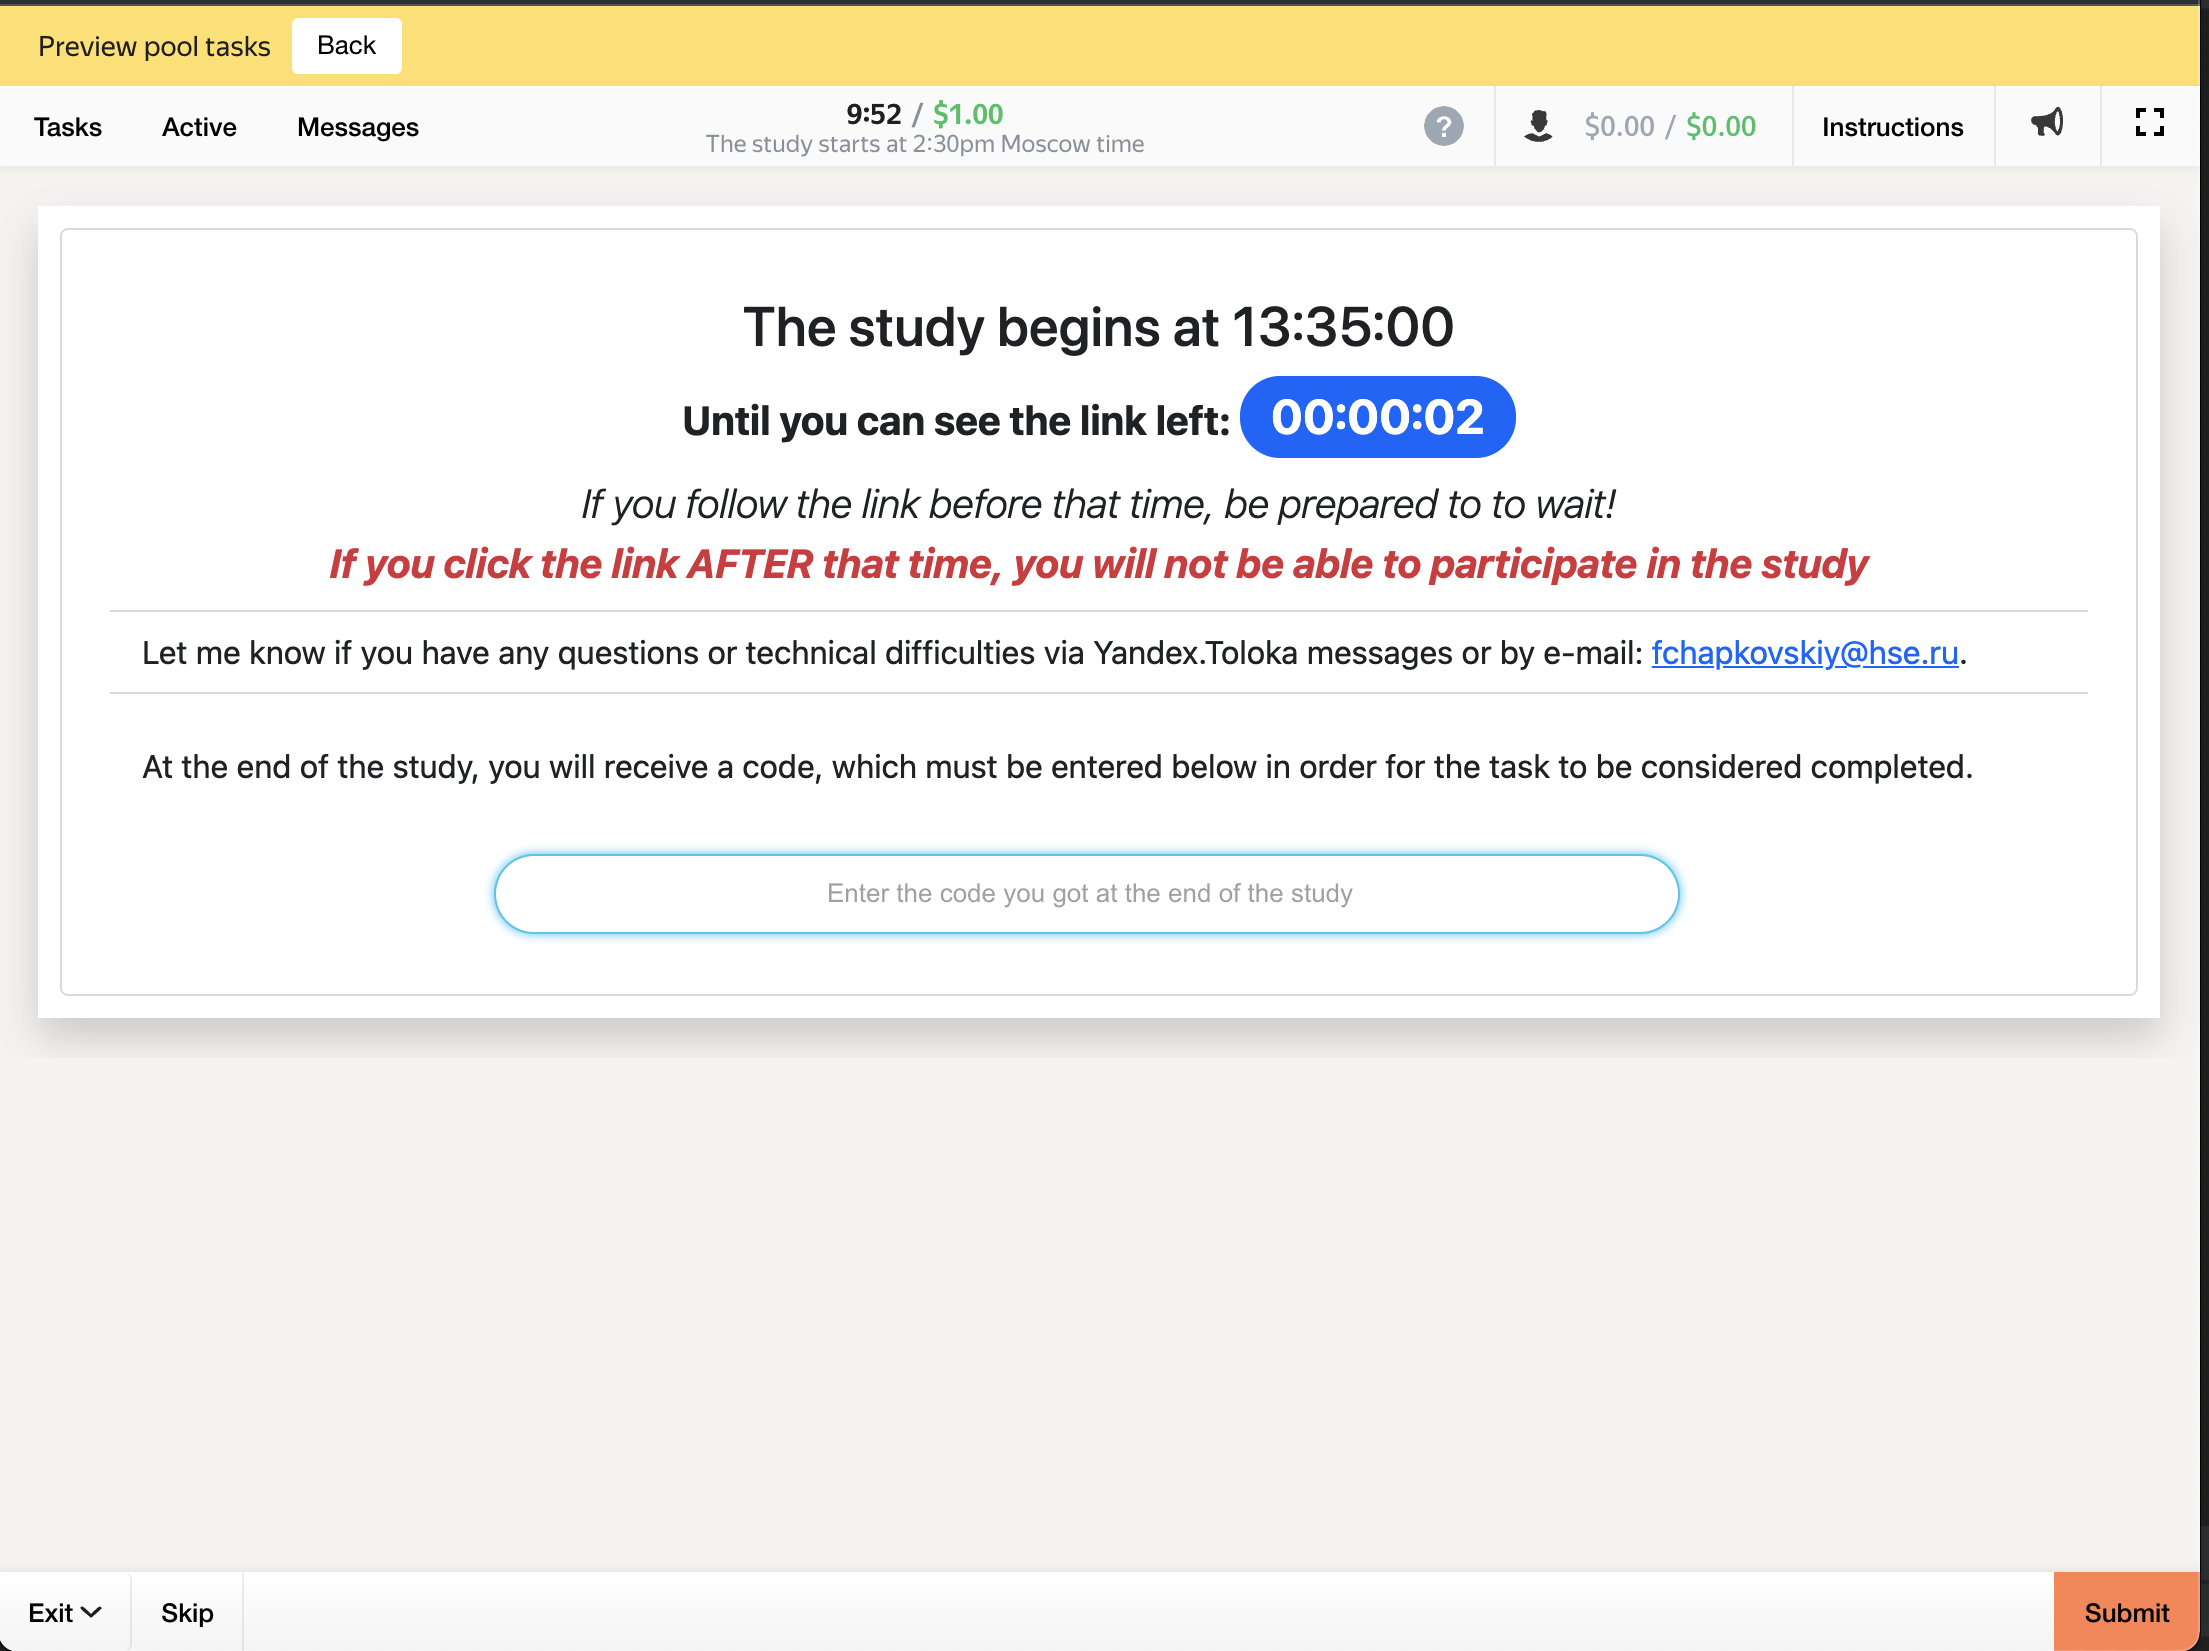 Preview pool tasks Back
Tasks Active Messages 9:52 / $1.00 ? $0.00 / $0.00 Instructions
The study starts at 2:30pm Moscow time
The study begins at 13:35:00
Until you can see the link left: 00:00:02
If you follow the link before that time, be prepared to to wait!
If you click the link AFTER that time, you will not be able to participate in the study
Let me know if you have any questions or technical difficulties via Yandex.Toloka messages or by e-mail: fchapkovskiy@hse.ru.
At the end of the study, you will receive a code, which must be entered below in order for the task to be considered completed.
Enter the code you got at the end of the study
Exit Skip Submit